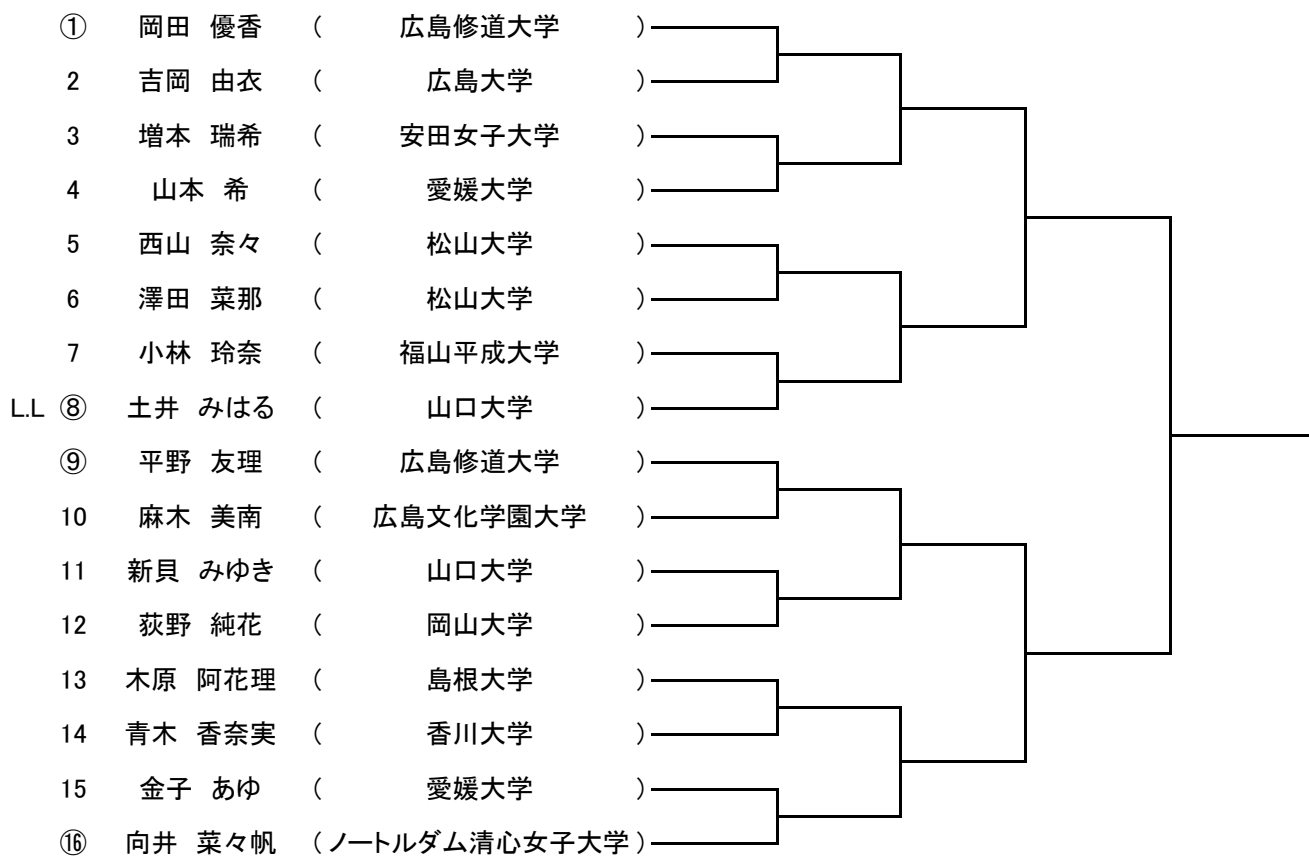 ① 岡田 優香 ( 広島修道大学 )
2 吉岡 由衣 ( 広島大学 )
3 増本 瑞希 ( 安田女子大学 )
4 山本 希 ( 愛媛大学 )
5 西山 奈々 ( 松山大学 )
6 澤田 菜那 ( 松山大学 )
7 小林 玲奈 ( 福山平成大学 )
L.L ⑧ 土井 みはる ( 山口大学 )
⑨ 平野 友理 ( 広島修道大学 )
10 麻木 美南 ( 広島文化学園大学 )
11 新貝 みゆき ( 山口大学 )
12 荻野 純花 ( 岡山大学 )
13 木原 阿花理 ( 島根大学 )
14 青木 香奈実 ( 香川大学 )
15 金子 あゆ ( 愛媛大学 )
⑯ 向井 菜々帆 ( ノートルダム清心女子大学 )